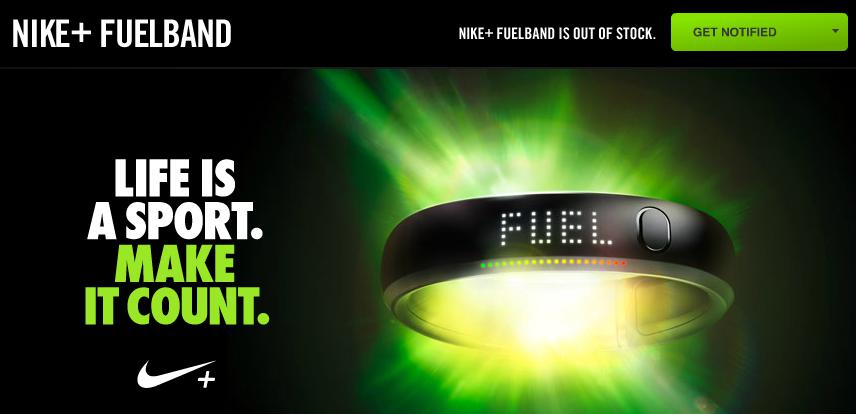 NIKE+ FUELBAND
NIKE+ FUELBAND IS OUT OF STOCK.
GET NOTIFIED
LIFE IS
A SPORT.
MAKE
IT COUNT.
FUEL
+